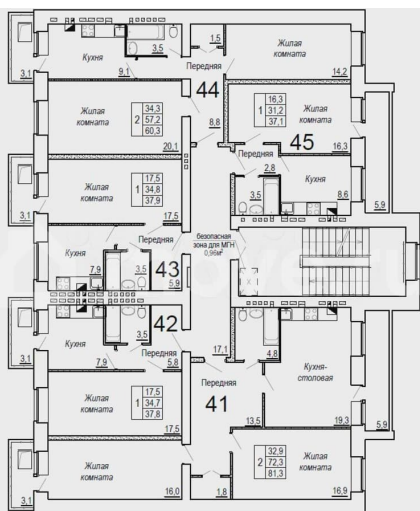 Кухня
3,5
1,5
Жилая
комната
3,1
9,1
Передняя
14,2
44
Жилая
комната
34,3
2 57,2
60,3
20,1
8,8
16,3
1 31,2
37,1
Жилая
комната
45
16,3
Передняя
2,8
Кухня
3,5
8,6
5,9
Жилая
комната
17,5
1 34,8
37,9
3,1
17,5
Передняя
безопасная
зона для МГН
0,96м²
Кухня
7,9
3,5
43
5,9
42
Кухня
3,5
3,1
7,9
Передняя
5,8
17,1
4,8
Кухня-
столовая
17,5
1 34,7
37,8
Жилая
комната
17,5
Передняя
41
13,5
19,3
5,9
Жилая
комната
3,1
16,0
1,8
32,9
2 72,3
81,3
Жилая
комната
16,9